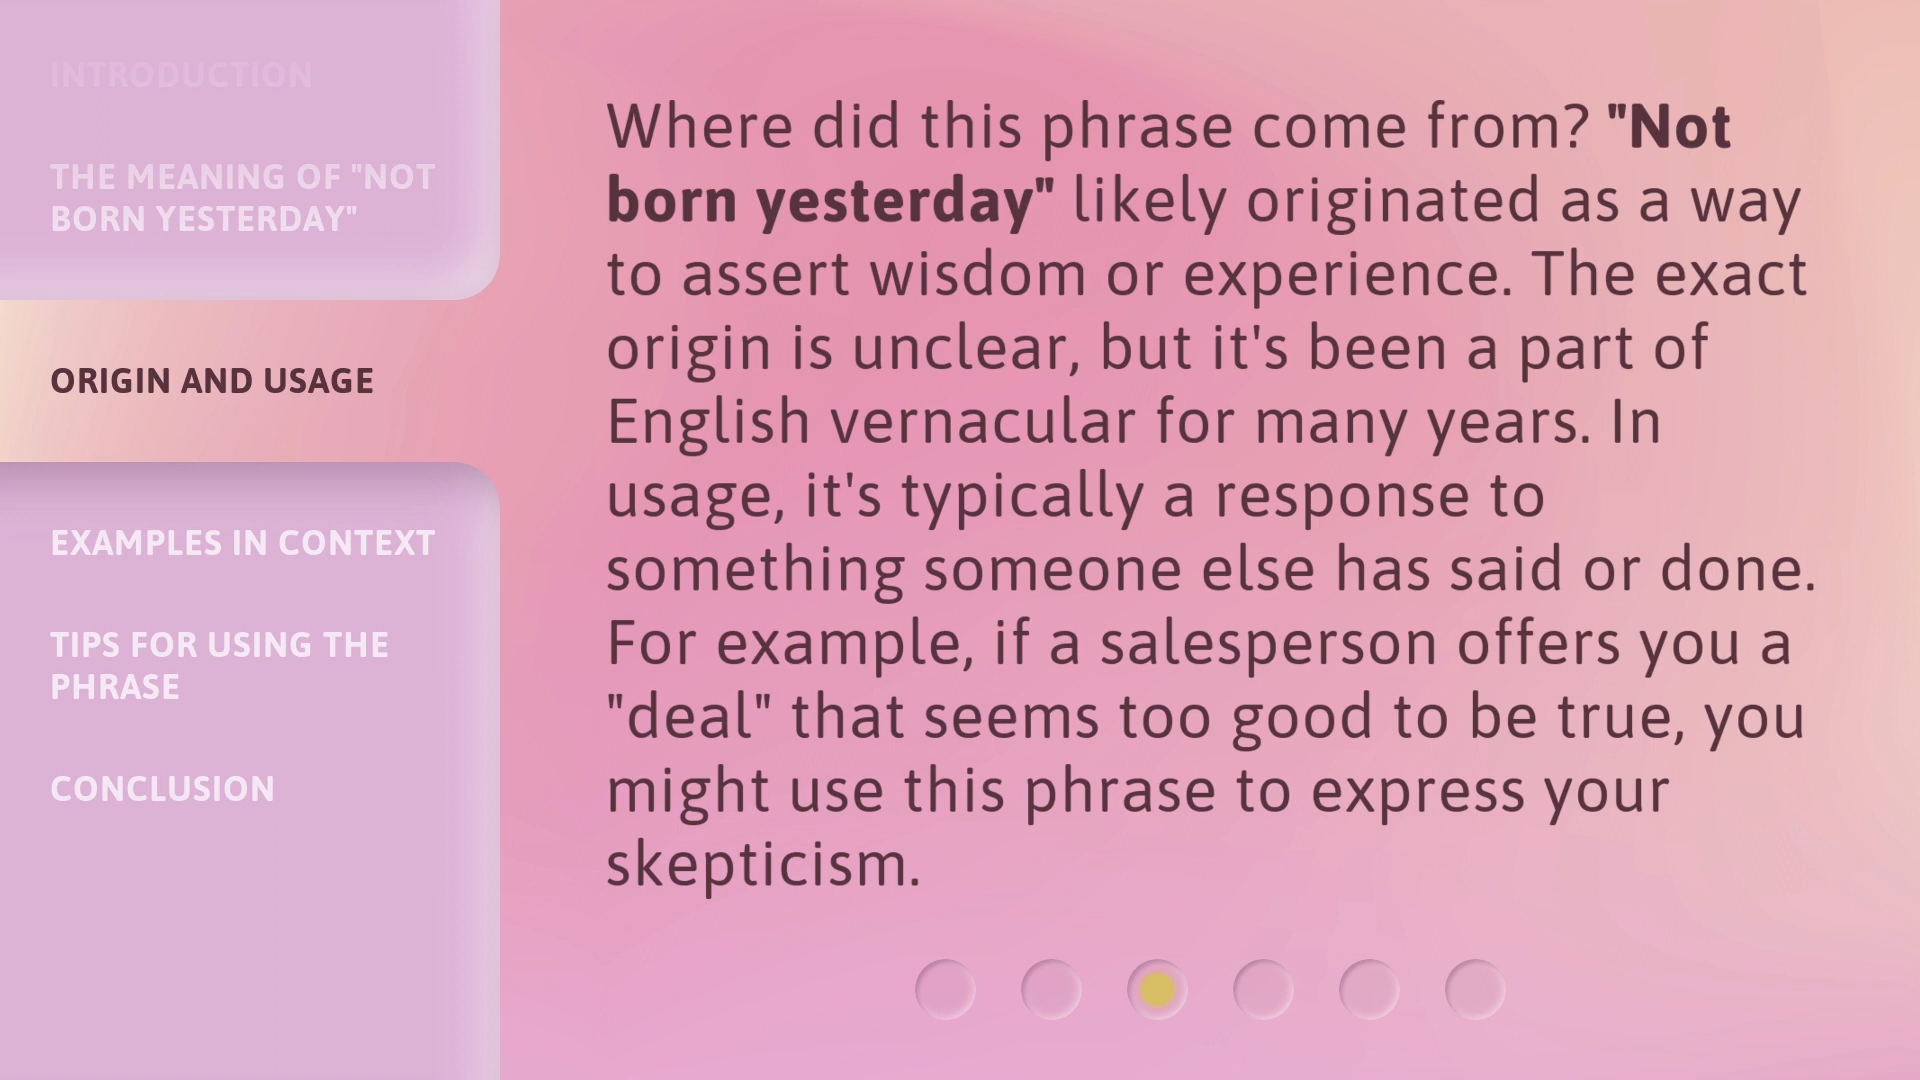 INTRODUCTION
THE MEANING OF "NOT
BORN YESTERDAY"
ORIGIN AND USAGE
EXAMPLES IN CONTEXT
TIPS FOR USING THE
PHRASE
CONCLUSION
Where did this phrase come from? "Not
born yesterday" likely originated as a way
to assert wisdom or experience. The exact
origin is unclear, but it's been a part of
English vernacular for many years. In
usage, it's typically a response to
something someone else has said or done.
For example, if a salesperson offers you a
"deal" that seems too good to be true, you
might use this phrase to express your
skepticism.